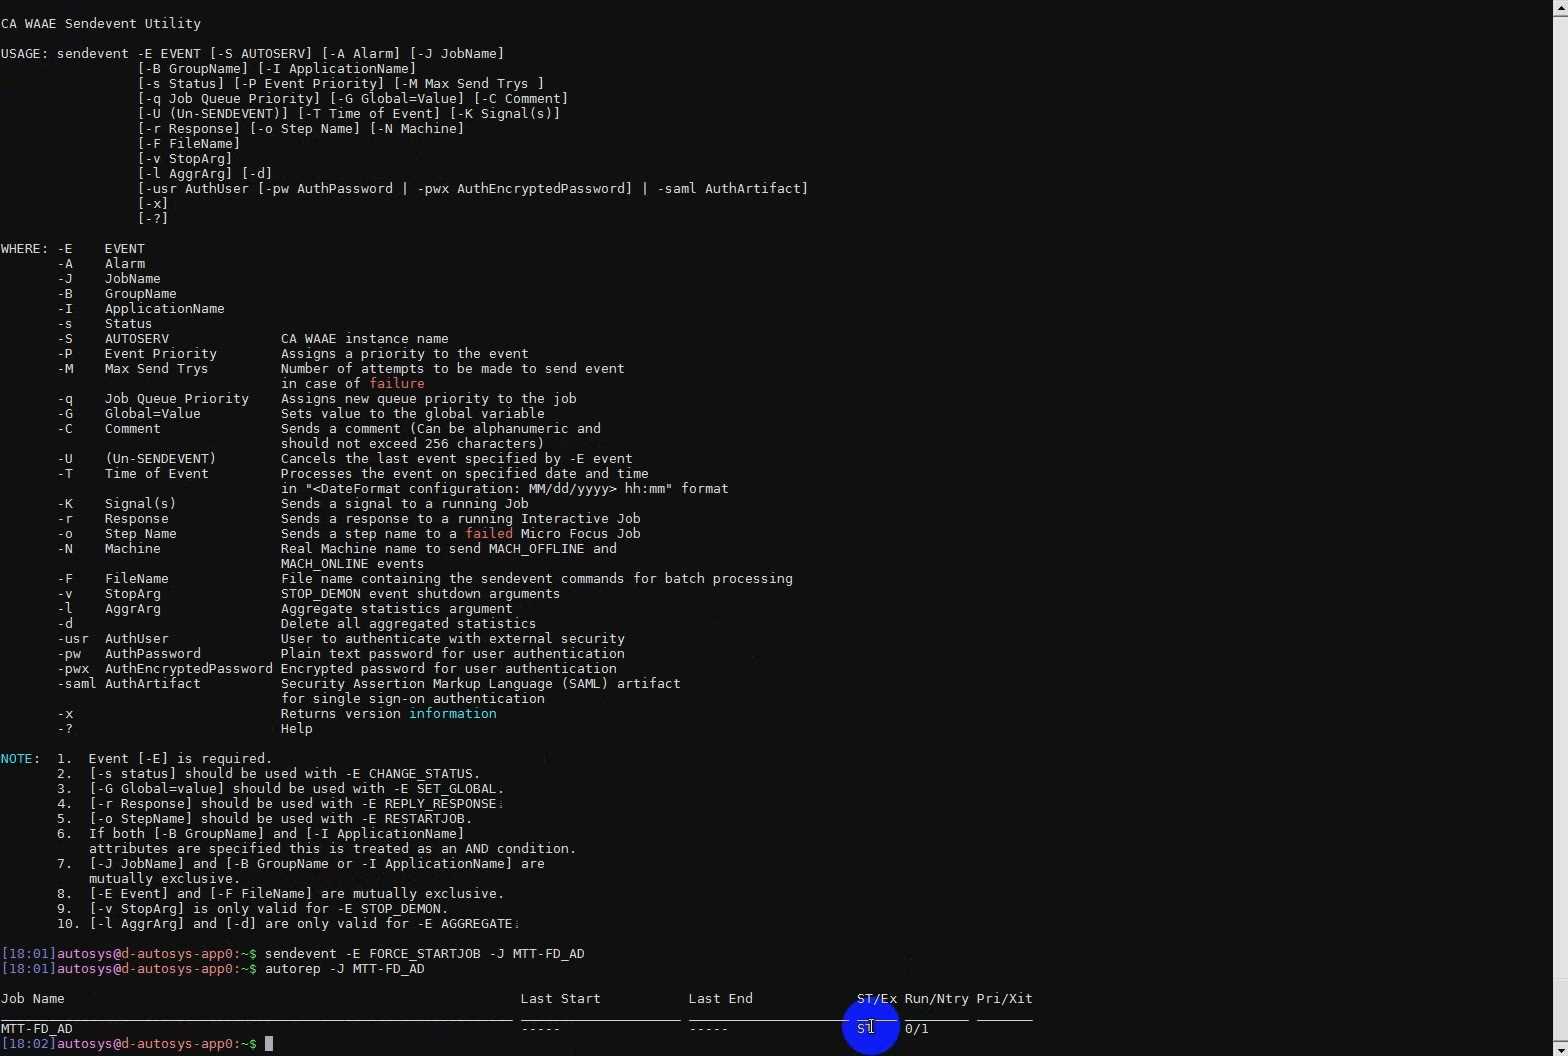 CA WAAE Sendevent Utility
USAGE: sendevent -E EVENT [-S AUTOSERV] [-A Alarm] [-J JobName]
[-B GroupName] [-I ApplicationName]
[-s Status] [-P Event Priority] [-M Max Send Trys ]
[-q Job Queue Priority] [-G Global=Value] [-C Comment]
[-U (Un-SENDEVENT)] [-T Time of Event] [-K Signal(s)]
[-r Response] [-o Step Name] [-N Machine]
[-F FileName]
[-v StopArg]
[-l AggrArg] [-d]
[-usr AuthUser [-pw AuthPassword | -pwx AuthEncryptedPassword] | -saml AuthArtifact]
[-x]
[-?]
WHERE: -E EVENT
-A Alarm
-J JobName
-B GroupName
-I ApplicationName
-s Status
-S AUTOSERV CA WAAE instance name
-P Event Priority Assigns a priority to the event
-M Max Send Trys Number of attempts to be made to send event
in case of failure
-q Job Queue Priority Assigns new queue priority to the job
-G Global=Value Sets value to the global variable
-C Comment Sends a comment (Can be alphanumeric and
should not exceed 256 characters)
-U (Un-SENDEVENT) Cancels the last event specified by -E event
-T Time of Event Processes the event on specified date and time
in "<DateFormat configuration: MM/dd/yyyy> hh:mm" format
-K Signal(s) Sends a signal to a running Job
-r Response Sends a response to a running Interactive Job
-o Step Name Sends a step name to a failed Micro Focus Job
-N Machine Real Machine name to send MACH_OFFLINE and
MACH_ONLINE events
-F FileName File name containing the sendevent commands for batch processing
-v StopArg STOP_DEMON event shutdown arguments
-l AggrArg Aggregate statistics argument
-d Delete all aggregated statistics
-usr AuthUser User to authenticate with external security
-pw AuthPassword Plain text password for user authentication
-pwx AuthEncryptedPassword Encrypted password for user authentication
-saml AuthArtifact Security Assertion Markup Language (SAML) artifact
for single sign-on authentication
-x Returns version information
-? Help
NOTE: 1. Event [-E] is required.
2. [-s status] should be used with -E CHANGE_STATUS.
3. [-G Global=value] should be used with -E SET_GLOBAL.
4. [-r Response] should be used with -E REPLY_RESPONSE.
5. [-o StepName] should be used with -E RESTARTJOB.
6. If both [-B GroupName] and [-I ApplicationName]
attributes are specified this is treated as an AND condition.
7. [-J JobName] and [-B GroupName or -I ApplicationName] are
mutually exclusive.
8. [-E Event] and [-F FileName] are mutually exclusive.
9. [-v StopArg] is only valid for -E STOP_DEMON.
10. [-l AggrArg] and [-d] are only valid for -E AGGREGATE.
[18:01]autosys@d-autosys-app0:~$ sendevent -E FORCE_STARTJOB -J MTT-FD_AD
[18:01]autosys@d-autosys-app0:~$ autorep -J MTT-FD_AD
Job Name Last Start Last End ST/Ex Run/Ntry Pri/Xit
MTT-FD_AD ----- ----- ST 0/1
[18:02]autosys@d-autosys-app0:~$